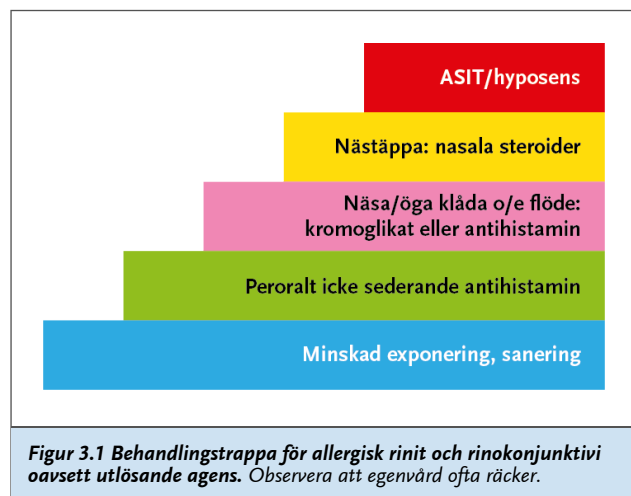 ASIT/hyposens
Nästäppa: nasala steroider
Näsa/öga klåda o/e flöde:
kromoglikat eller antihistamin
Peroralt icke sederande antihistamin
Minskad exponering, sanering
Figur 3.1 Behandlingstrappa för allergisk rinit och rinokonjunktivi
oavsett utlösande agens. Observera att egenvård ofta räcker.